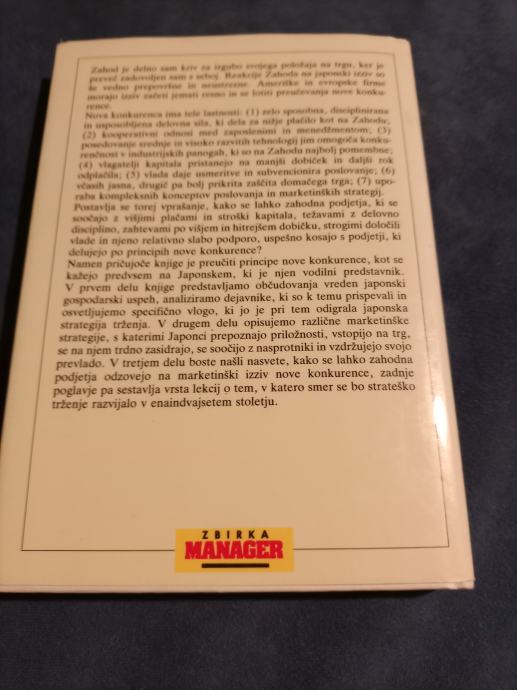 Zahod je delno sam kriv za izgubo svojega položaja na trgu, ker je
preveč zadovoljen sam s seboj. Reakcije Zahoda na japonski izziv so
še vedno prepovršne in neustrezne. Ameriške in evropske firme
morajo izziv začeti jemati resno in se lotiti preučevanja nove konku-
rence.
Nova konkurenca ima tele lastnosti: (1) zelo sposobna, disciplinirana
in usposobljena delovna sila, ki dela za nižje plačilo kot na Zahodu;
(2) kooperativni odnosi med zaposlenimi in menedžmentom; (3)
posedovanje srednje in visoko razvitih tehnologij jim omogoča konku-
renčnost v industrijskih panogah, ki so na Zahodu najbolj pomembne;
(4) vlagatelji kapitala pristanejo na manjši dobiček in daljši rok
odplačila; (5) vlada daje usmeritve in subvencionira poslovanje; (6)
včasih jasna, drugič pa bolj prikrita zaščita domačega trga; (7) upo-
raba kompleksnih konceptov poslovanja in marketinških strategij.
Postavlja se torej vprašanje, kako se lahko zahodna podjetja, ki se
soočajo z višjimi plačami in stroški kapitala, težavami z delovno
disciplino, zahtevami po višjem in hitrejšem dobičku, strogimi določili
vlade in njeno relativno slabo podporo, uspešno kosajo s podjetji, ki
delujejo po principih nove konkurence?
Namen pričujoče knjige je preučiti principe nove konkurence, kot se
kažejo predvsem na Japonskem, ki je njen vodilni predstavnik.
V prvem delu knjige predstavljamo občudovanja vreden japonski
gospodarski uspeh, analiziramo dejavnike, ki so k temu prispevali in
osvetljujemo specifično vlogo, ki jo je pri tem odigrala japonska
strategija trženja. V drugem delu opisujemo različne marketinške
strategije, s katerimi Japonci prepoznajo priložnosti, vstopijo na trg,
se na njem trdno zasidrajo, se soočijo z nasprotniki in vzdržujejo svojo
prevlado. V tretjem delu boste našli nasvete, kako se lahko zahodna
podjetja odzovejo na marketinški izziv nove konkurence, zadnje
poglavje pa sestavlja vrsta lekcij o tem, v katero smer se bo strateško
trženje razvijalo v enaindvajsetem stoletju.
ZBIRKA
MANAGER